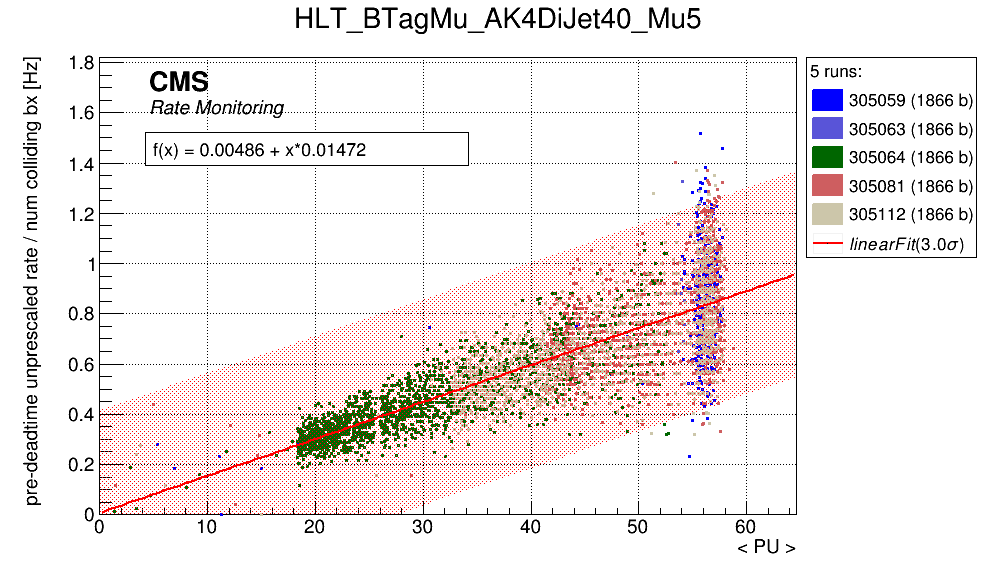 HLT_BTagMu_AK4DiJet40_Mu5
pre-deadtime unprescaled rate / num colliding bx [Hz]
1.8
1.6
1.4
1.2
1
0.8
0.6
0.4
0.2
0
CMS
Rate Monitoring
f(x) = 0.00486 + x*0.01472
0 10 20 30 40 50 60
< PU >
5 runs:
305059 (1866 b)
305063 (1866 b)
305064 (1866 b)
305081 (1866 b)
305112 (1866 b)
linearFit(3.0σ)